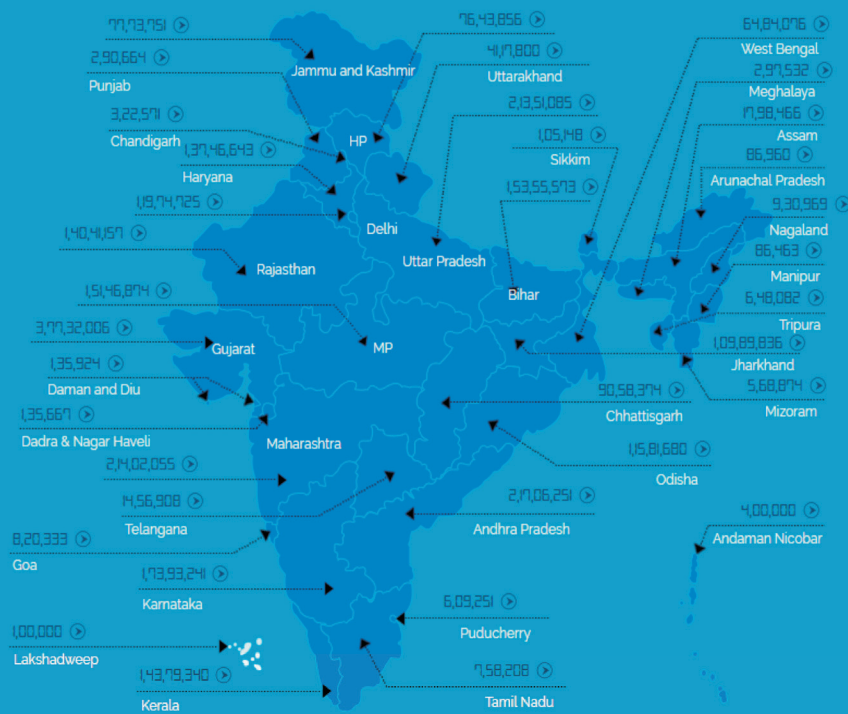 77,73,751
76,43,856
64,84,076
West Bengal
2,90,664
Punjab
Jammu and Kashmir
41,17,800
Uttarakhand
2,97,532
Meghalaya
3,22,571
Chandigarh
HP
2,13,51,085
17,98,466
Assam
1,37,46,643
Haryana
1,05,148
Sikkim
86,960
Arunachal Pradesh
1,19,74,725
Delhi
1,53,55,573
9,30,969
Nagaland
1,40,41,157
Rajasthan
Uttar Pradesh
86,463
Manipur
1,51,46,874
Bihar
6,48,082
Tripura
3,77,32,006
Gujarat
MP
1,09,89,836
Jharkhand
1,35,924
Daman and Diu
90,58,374
Chhattisgarh
5,68,874
Mizoram
1,35,667
Dadra & Nagar Haveli
Maharashtra
2,14,02,055
1,15,81,680
Odisha
14,56,908
Telangana
2,17,06,251
Andhra Pradesh
4,00,000
Andaman Nicobar
8,20,333
Goa
1,73,93,241
Karnataka
6,09,251
Puducherry
1,00,000
Lakshadweep
1,43,79,340
Kerala
7,58,208
Tamil Nadu